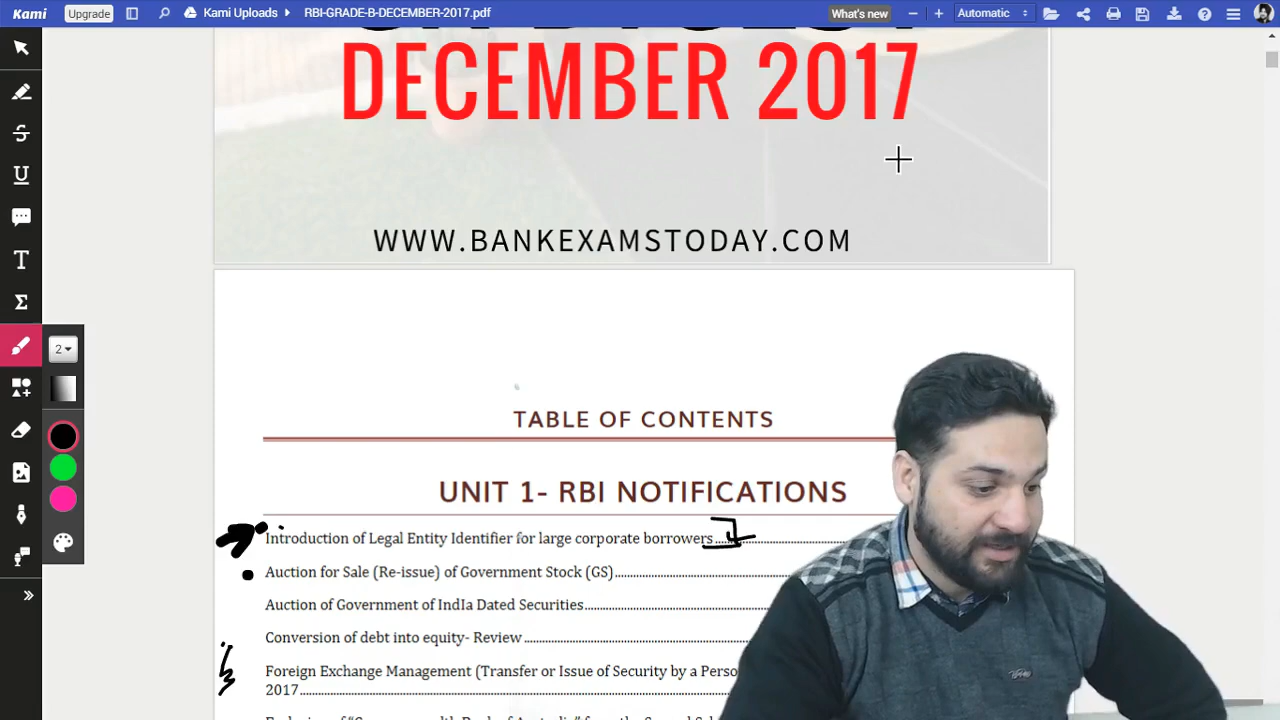 Kami Upgrade Kami Uploads RBI-GRADE-B-DECEMBER-2017.pdf What's new Automatic
DECEMBER 2017
WWW.BANKEXAMSTODAY.COM
2
TABLE OF CONTENTS
UNIT 1- RBI NOTIFICATIONS
Introduction of Legal Entity Identifier for large corporate borrowers
Auction for Sale (Re-issue) of Government Stock (GS)
Auction of Government of IndIa Dated Securities
Conversion of debt into equity- Review
Foreign Exchange Management (Transfer or Issue of Security by a Perso
2017